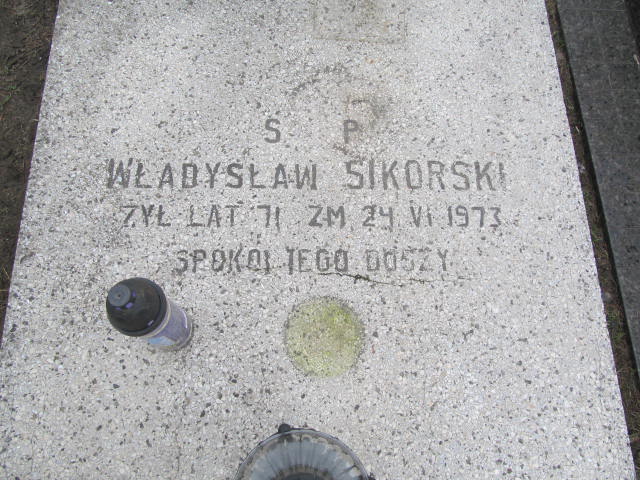 S P
WŁADYSŁAW SIKORSKI
ŻYŁ LAT 71 ZM 24 VI 1973
SPOKÓJ JEGO DUSZY